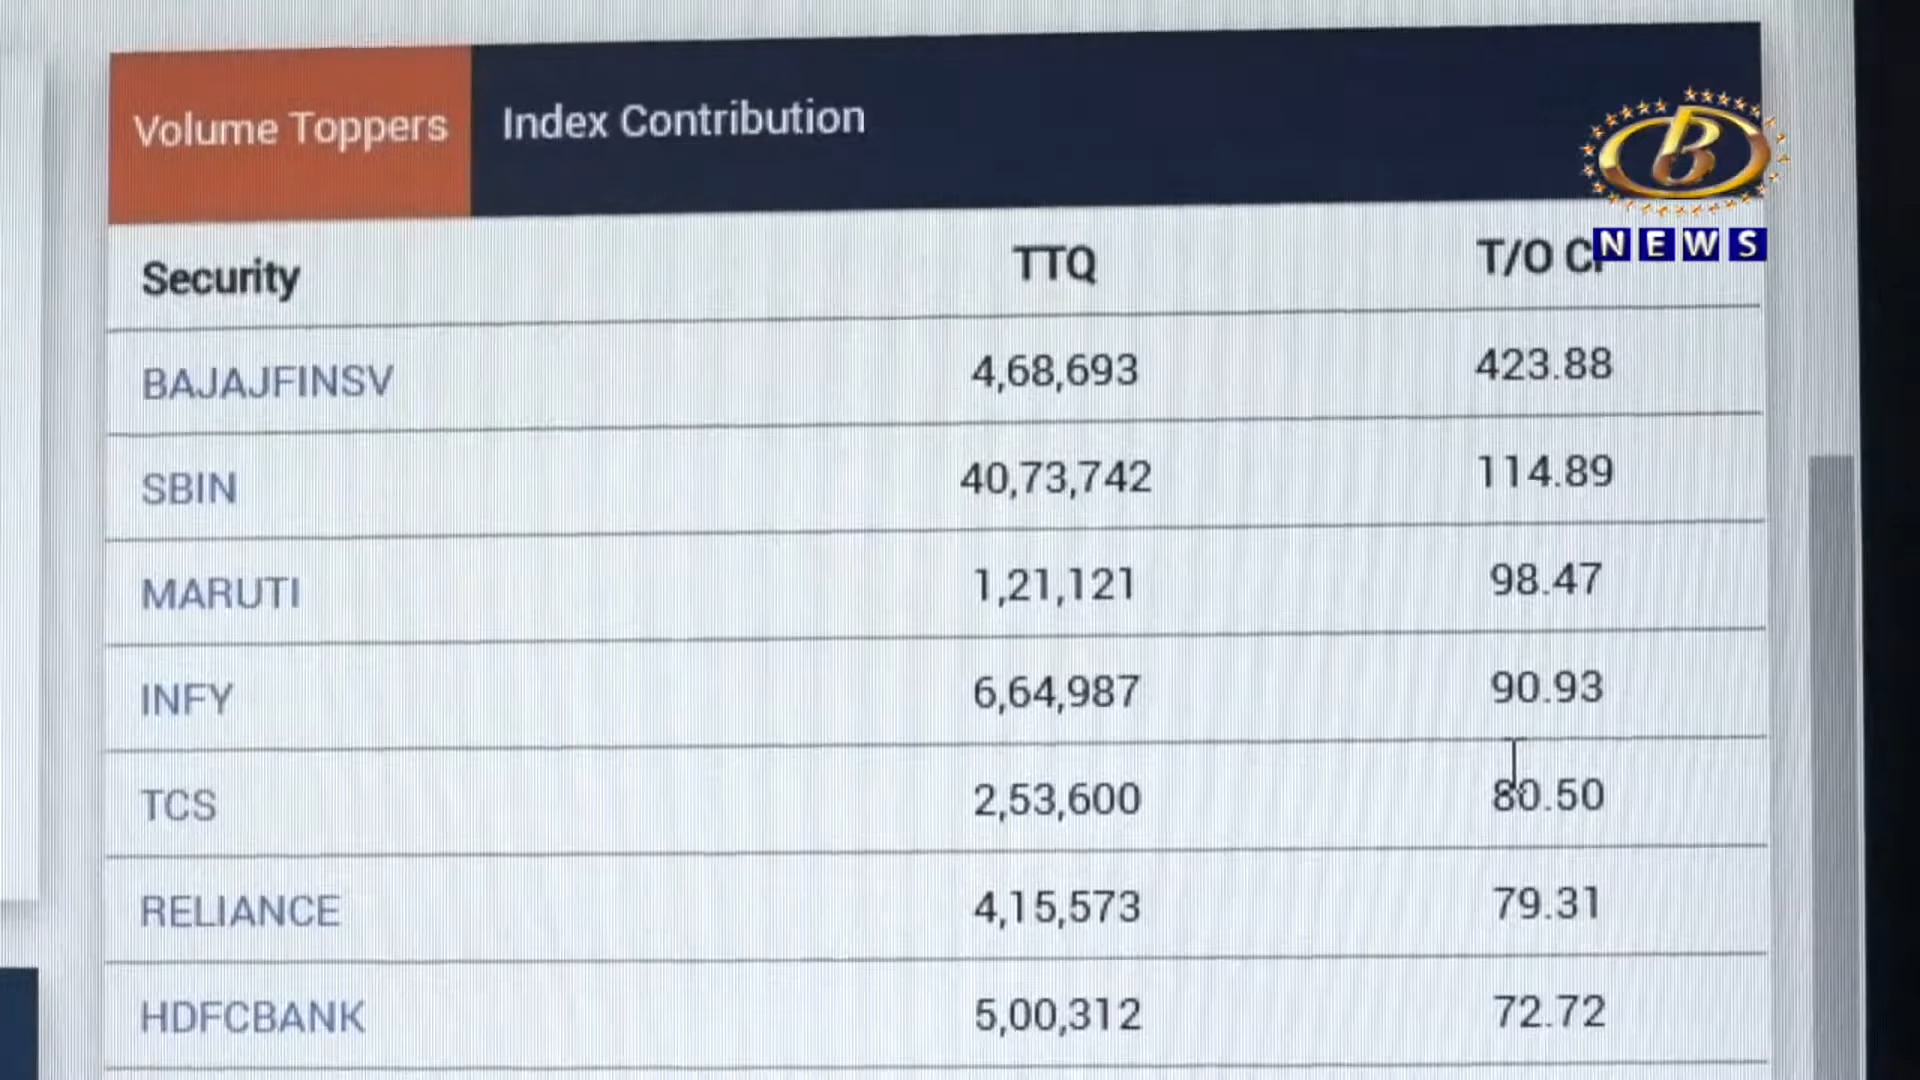 Volume Toppers Index Contribution
B
NEWS
Security TTQ T/O
BAJAJFINSV 4,68,693 423.88
SBIN 40,73,742 114.89
MARUTI 1,21,121 98.47
INFY 6,64,987 90.93
TCS 2,53,600 80.50
RELIANCE 4,15,573 79.31
HDFCBANK 5,00,312 72.72